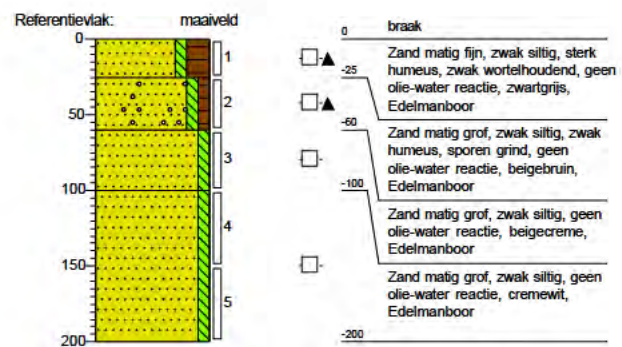 Referentievlak: maaiveld
0
50
100
150
200
1
2
3
4
5
0 braak
Zand matig fijn, zwak siltig, sterk
humeus, zwak wortelhoudend, geen
olie-water reactie, zwartgrijs,
Edelmanboor
-25
Zand matig grof, zwak siltig, zwak
humeus, sporen grind, geen
olie-water reactie, beigebruin,
Edelmanboor
-60
Zand matig grof, zwak siltig, geen
olie-water reactie, beigecreme,
Edelmanboor
-100
Zand matig grof, zwak siltig, geen
olie-water reactie, cremewit,
Edelmanboor
-200